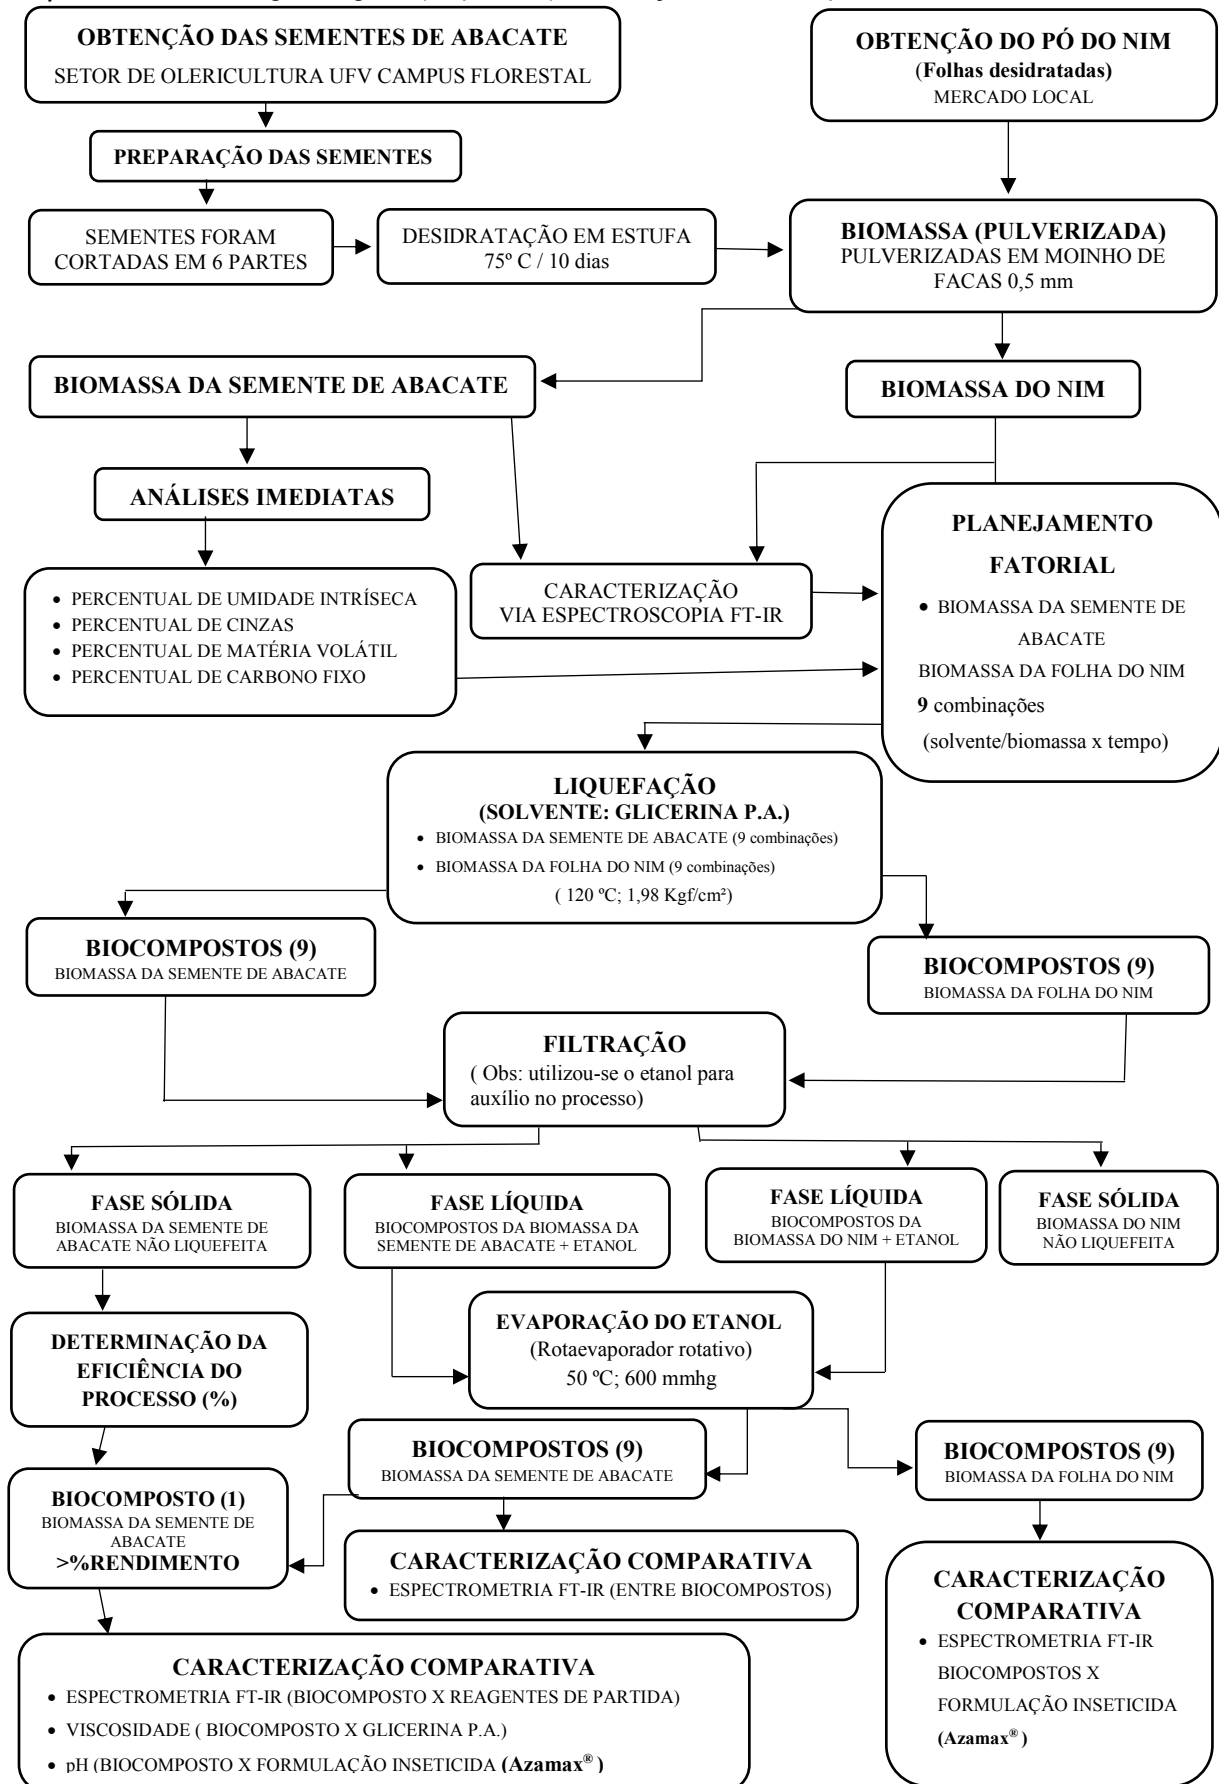 OBTENÇÃO DAS SEMENTES DE ABACATE
SETOR DE OLERICULTURA UFV CAMPUS FLORESTAL
OBTENÇÃO DO PÓ DO NIM
(Folhas desidratadas)
MERCADO LOCAL
PREPARAÇÃO DAS SEMENTES
SEMENTES FORAM
CORTADAS EM 6 PARTES
DESIDRATAÇÃO EM ESTUFA
75º C / 10 dias
BIOMASSA (PULVERIZADA)
PULVERIZADAS EM MOINHO DE
FACAS 0,5 mm
BIOMASSA DA SEMENTE DE ABACATE
BIOMASSA DO NIM
ANÁLISES IMEDIATAS
• PERCENTUAL DE UMIDADE INTRÍSECA
• PERCENTUAL DE CINZAS
• PERCENTUAL DE MATÉRIA VOLÁTIL
• PERCENTUAL DE CARBONO FIXO
CARACTERIZAÇÃO
VIA ESPECTROSCOPIA FT-IR
PLANEJAMENTO
FATORIAL
• BIOMASSA DA SEMENTE DE
ABACATE
BIOMASSA DA FOLHA DO NIM
9 combinações
(solvente/biomassa x tempo)
LIQUEFAÇÃO
(SOLVENTE: GLICERINA P.A.)
• BIOMASSA DA SEMENTE DE ABACATE (9 combinações)
• BIOMASSA DA FOLHA DO NIM (9 combinações)
( 120 ºC; 1,98 Kgf/cm²)
BIOCOMPOSTOS (9)
BIOMASSA DA SEMENTE DE ABACATE
BIOCOMPOSTOS (9)
BIOMASSA DA FOLHA DO NIM
FILTRAÇÃO
( Obs: utilizou-se o etanol para
auxílio no processo)
FASE SÓLIDA
BIOMASSA DA SEMENTE DE
ABACATE NÃO LIQUEFEITA
FASE LÍQUIDA
BIOCOMPOSTOS DA BIOMASSA DA
SEMENTE DE ABACATE + ETANOL
FASE LÍQUIDA
BIOCOMPOSTOS DA
BIOMASSA DO NIM + ETANOL
FASE SÓLIDA
BIOMASSA DO NIM
NÃO LIQUEFEITA
DETERMINAÇÃO DA
EFICIÊNCIA DO
PROCESSO (%)
EVAPORAÇÃO DO ETANOL
(Rotaevaporador rotativo)
50 ºC; 600 mmhg
BIOCOMPOSTOS (9)
BIOMASSA DA SEMENTE DE ABACATE
BIOCOMPOSTOS (9)
BIOMASSA DA FOLHA DO NIM
BIOCOMPOSTO (1)
BIOMASSA DA SEMENTE DE
ABACATE
>%RENDIMENTO
CARACTERIZAÇÃO COMPARATIVA
• ESPECTROMETRIA FT-IR (ENTRE BIOCOMPOSTOS)
CARACTERIZAÇÃO
COMPARATIVA
• ESPECTROMETRIA FT-IR
BIOCOMPOSTOS X
FORMULAÇÃO INSETICIDA
(Azamax® )
CARACTERIZAÇÃO COMPARATIVA
• ESPECTROMETRIA FT-IR (BIOCOMPOSTO X REAGENTES DE PARTIDA)
• VISCOSIDADE ( BIOCOMPOSTO X GLICERINA P.A.)
• pH (BIOCOMPOSTO X FORMULAÇÃO INSETICIDA (Azamax® )